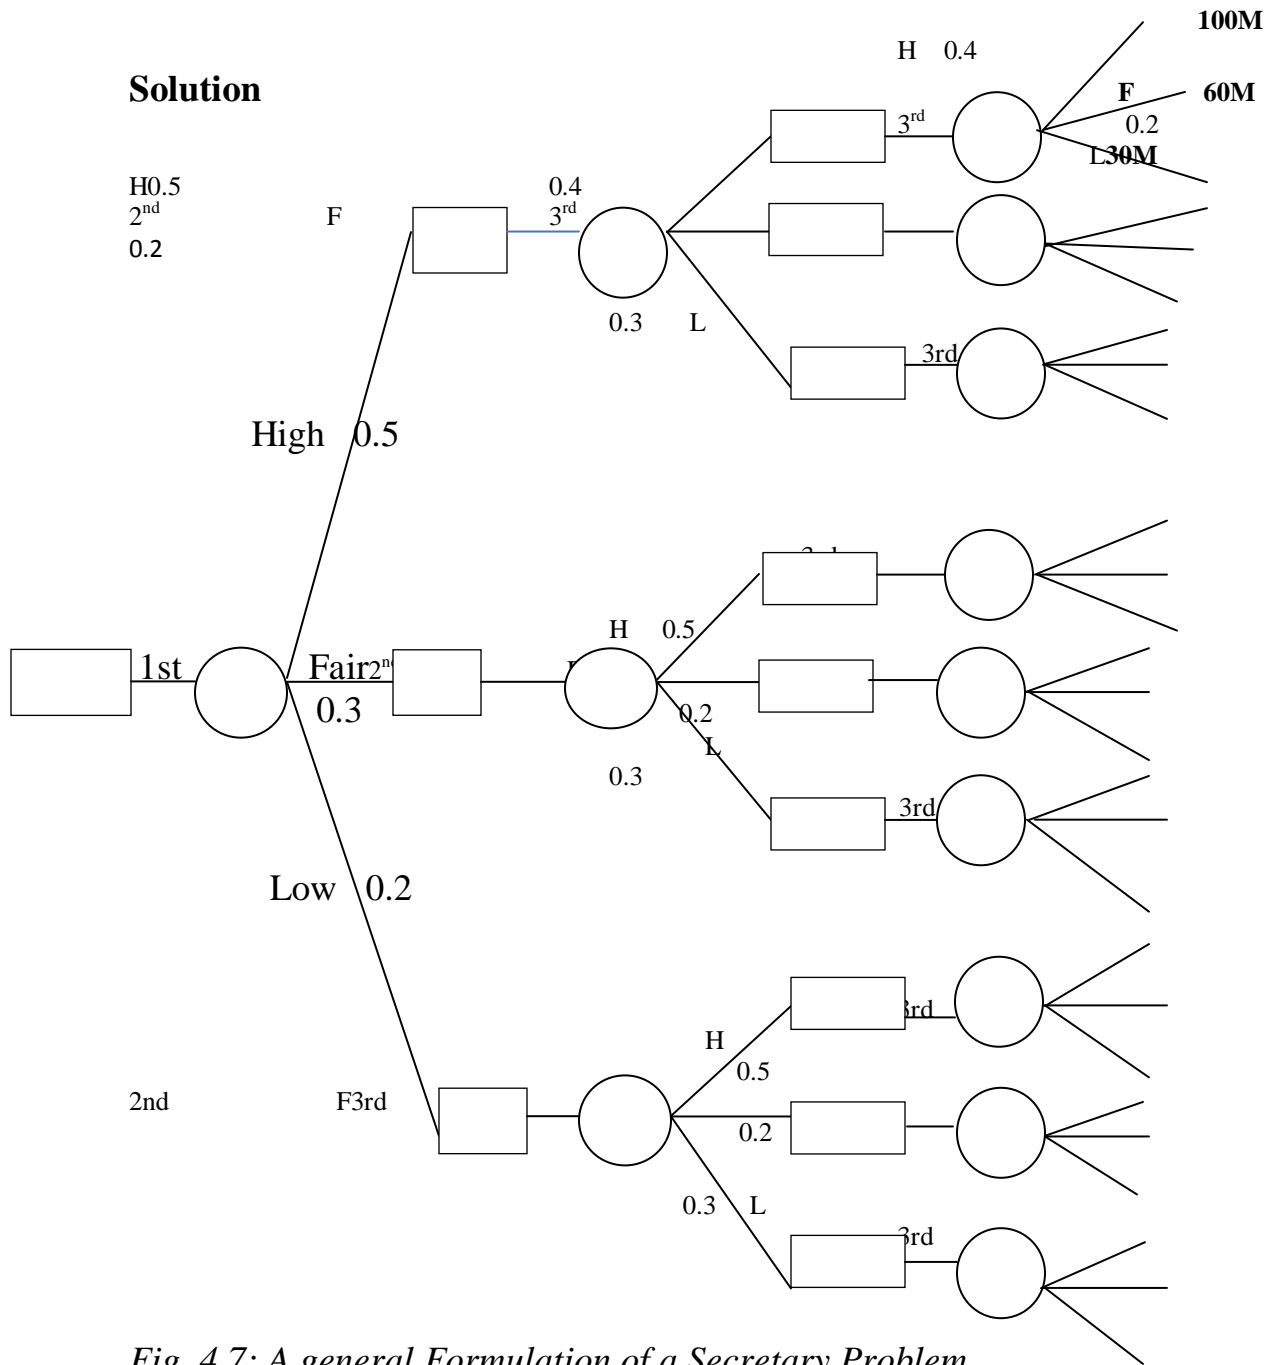 100M
H 0.4
Solution
F 60M
3rd
0.2
L30M
H0.5
0.4
2nd
F
3rd
0.2
0.3 L
3rd
High 0.5
H 0.5
1st
Fair2n
0.3
0.2
L
0.3
3rd
Low 0.2
3rd
H
0.5
2nd
F3rd
0.2
0.3 L
3rd
Fig. 4.7: A general Formulation of a Secretary Problem